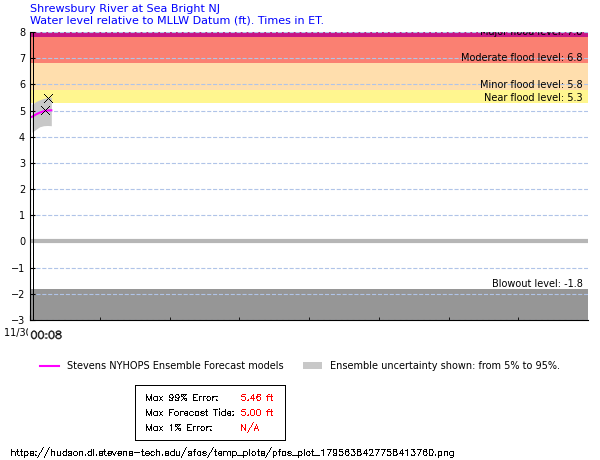 Shrewsbury River at Sea Bright NJ
Water level relative to MLLW Datum (ft). Times in ET.
8
7
Moderate flood level: 6.8
6
Minor flood level: 5.8
Near flood level: 5.3
5
4
3
2
1
0
−1
Blowout level: -1.8
−2
−3
00:08
Stevens NYHOPS Ensemble Forecast models
Ensemble uncertainty shown: from 5% to 95%.
Max 99% Error: 5.46 ft
Max Forecast Tide: 5.00 ft
Max 1% Error: N/A
https://hudson.dl.stevens-tech.edu/sfas/temp_plots/pfas_plot_1795638427758413760.png